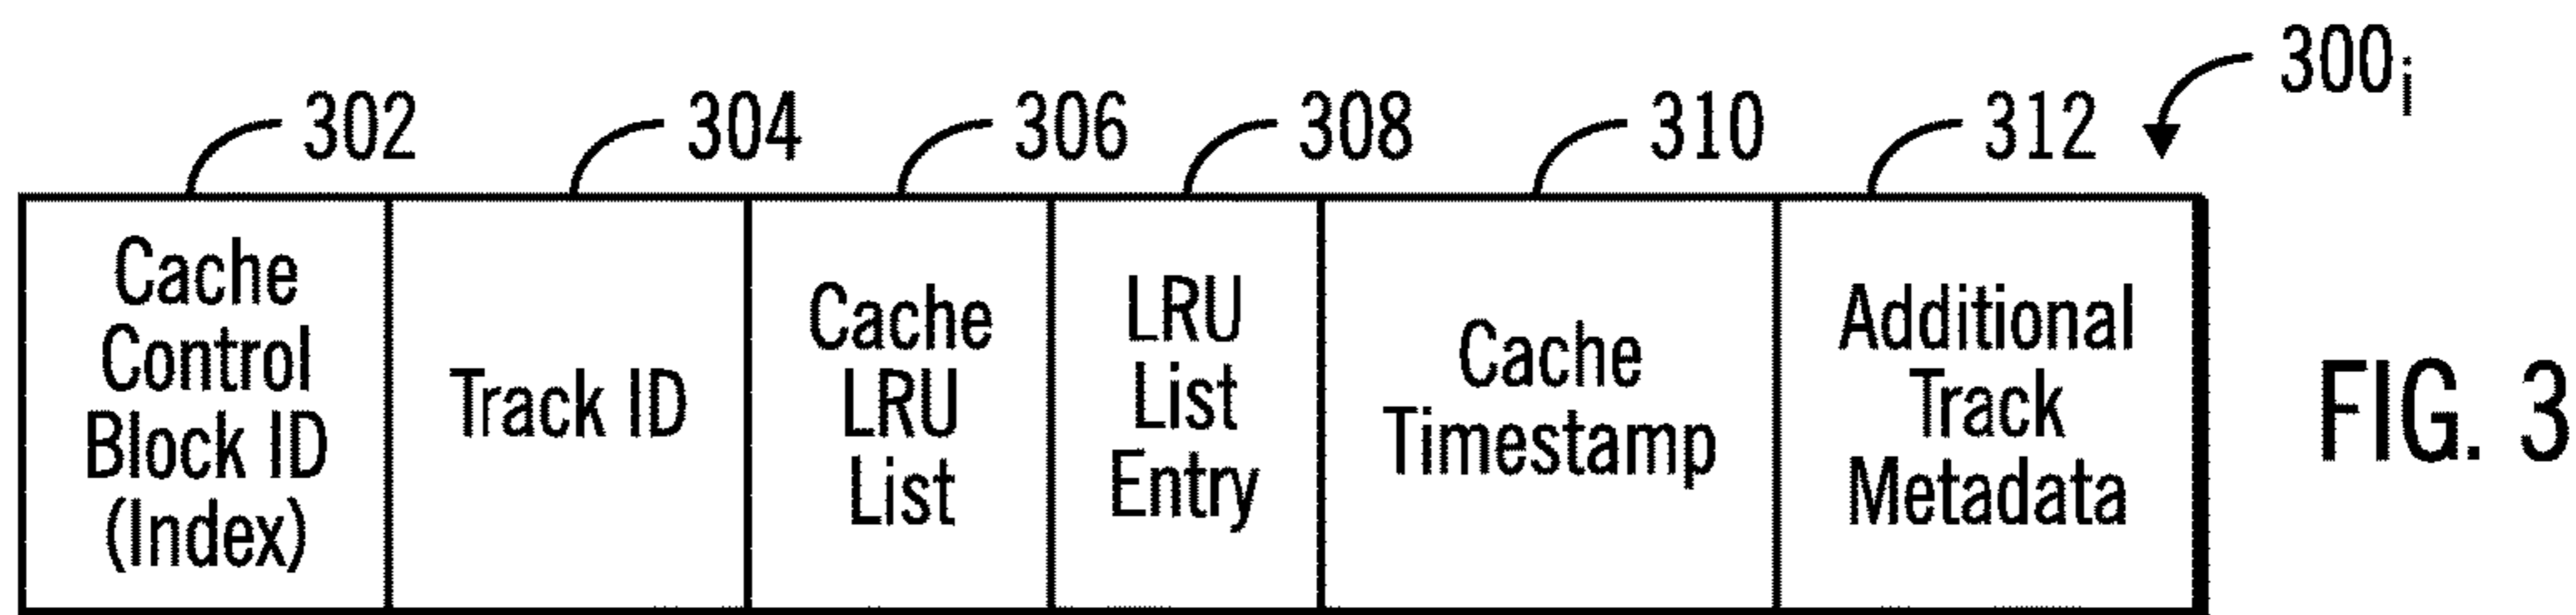 300i
302 304 306 308 310 312
Cache
Control
Block ID
(Index)
Track ID
Cache
LRU
List
LRU
List
Entry
Cache
Timestamp
Additional
Track
Metadata
FIG. 3